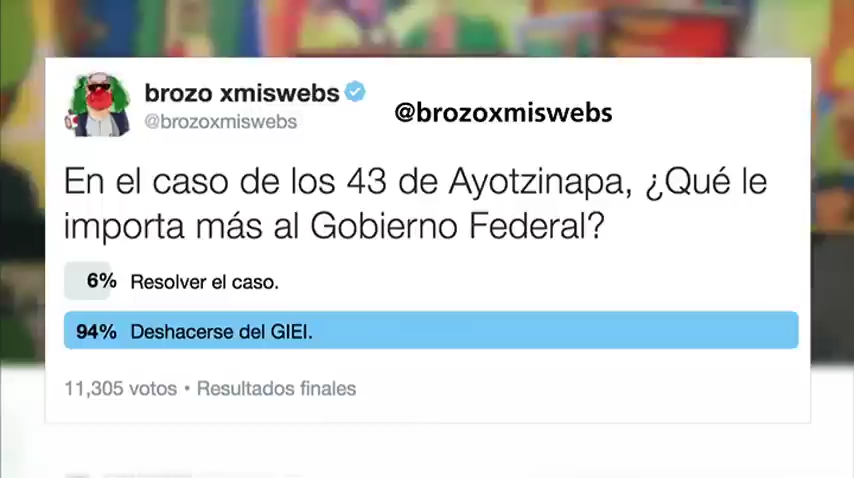 brozo xmiswebs
@brozoxmiswebs
@brozoxmiswebs
En el caso de los 43 de Ayotzinapa, ¿Qué le
importa más al Gobierno Federal?
6% Resolver el caso.
94% Deshacerse del GIEI.
11,305 votos • Resultados finales